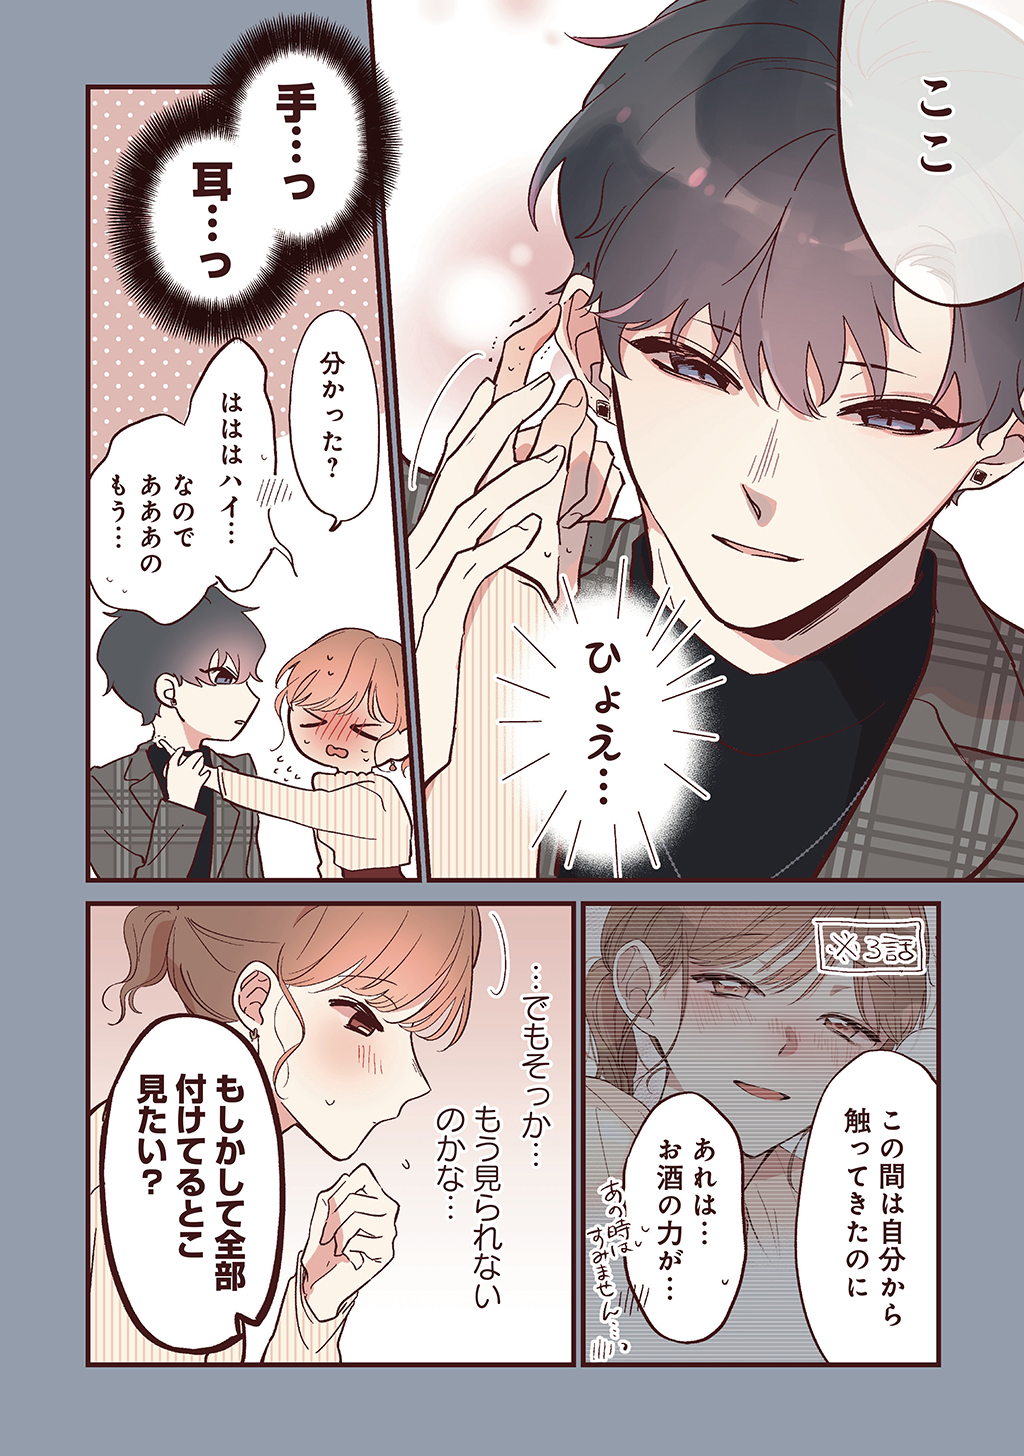 ここ
ひょえ…
手…っ
耳…っ
分かった？
はははハイ…
なので
あああの
もう…
※3話
この間は自分から
触ってきたのに
あれは…
お酒の力が…
あの時は
すみません…っ
…でもそっか…
もう見られない
のかな…
もしかして全部
付けてるとこ
見たい？